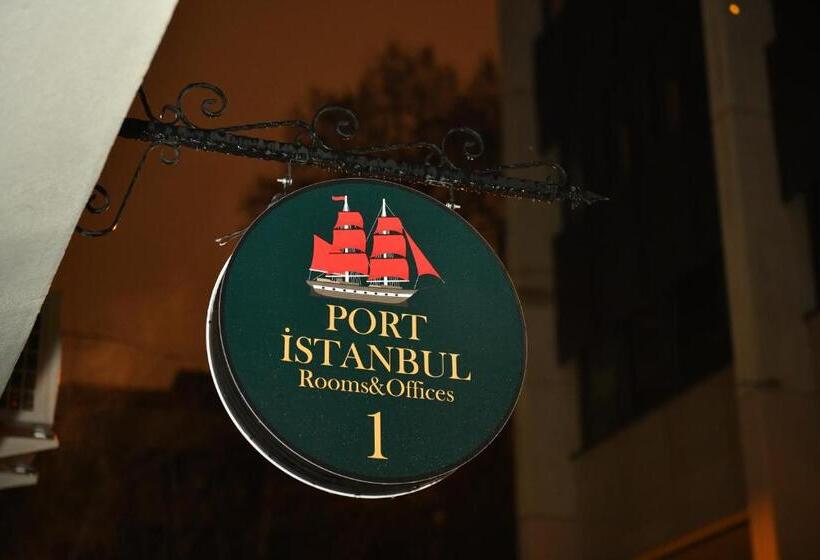 PORT
İSTANBUL
Rooms&Offices
1